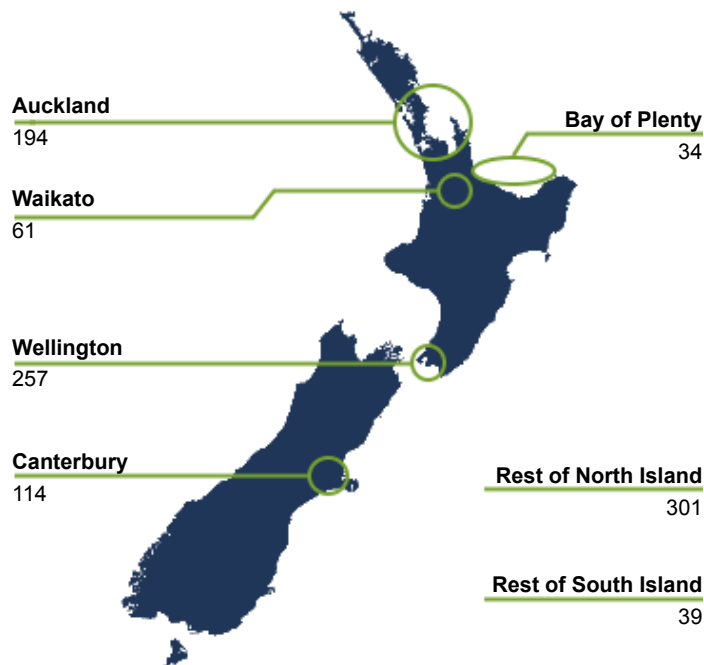 Auckland
194
Bay of Plenty
34
Waikato
61
Wellington
257
Canterbury
114
Rest of North Island
301
Rest of South Island
39